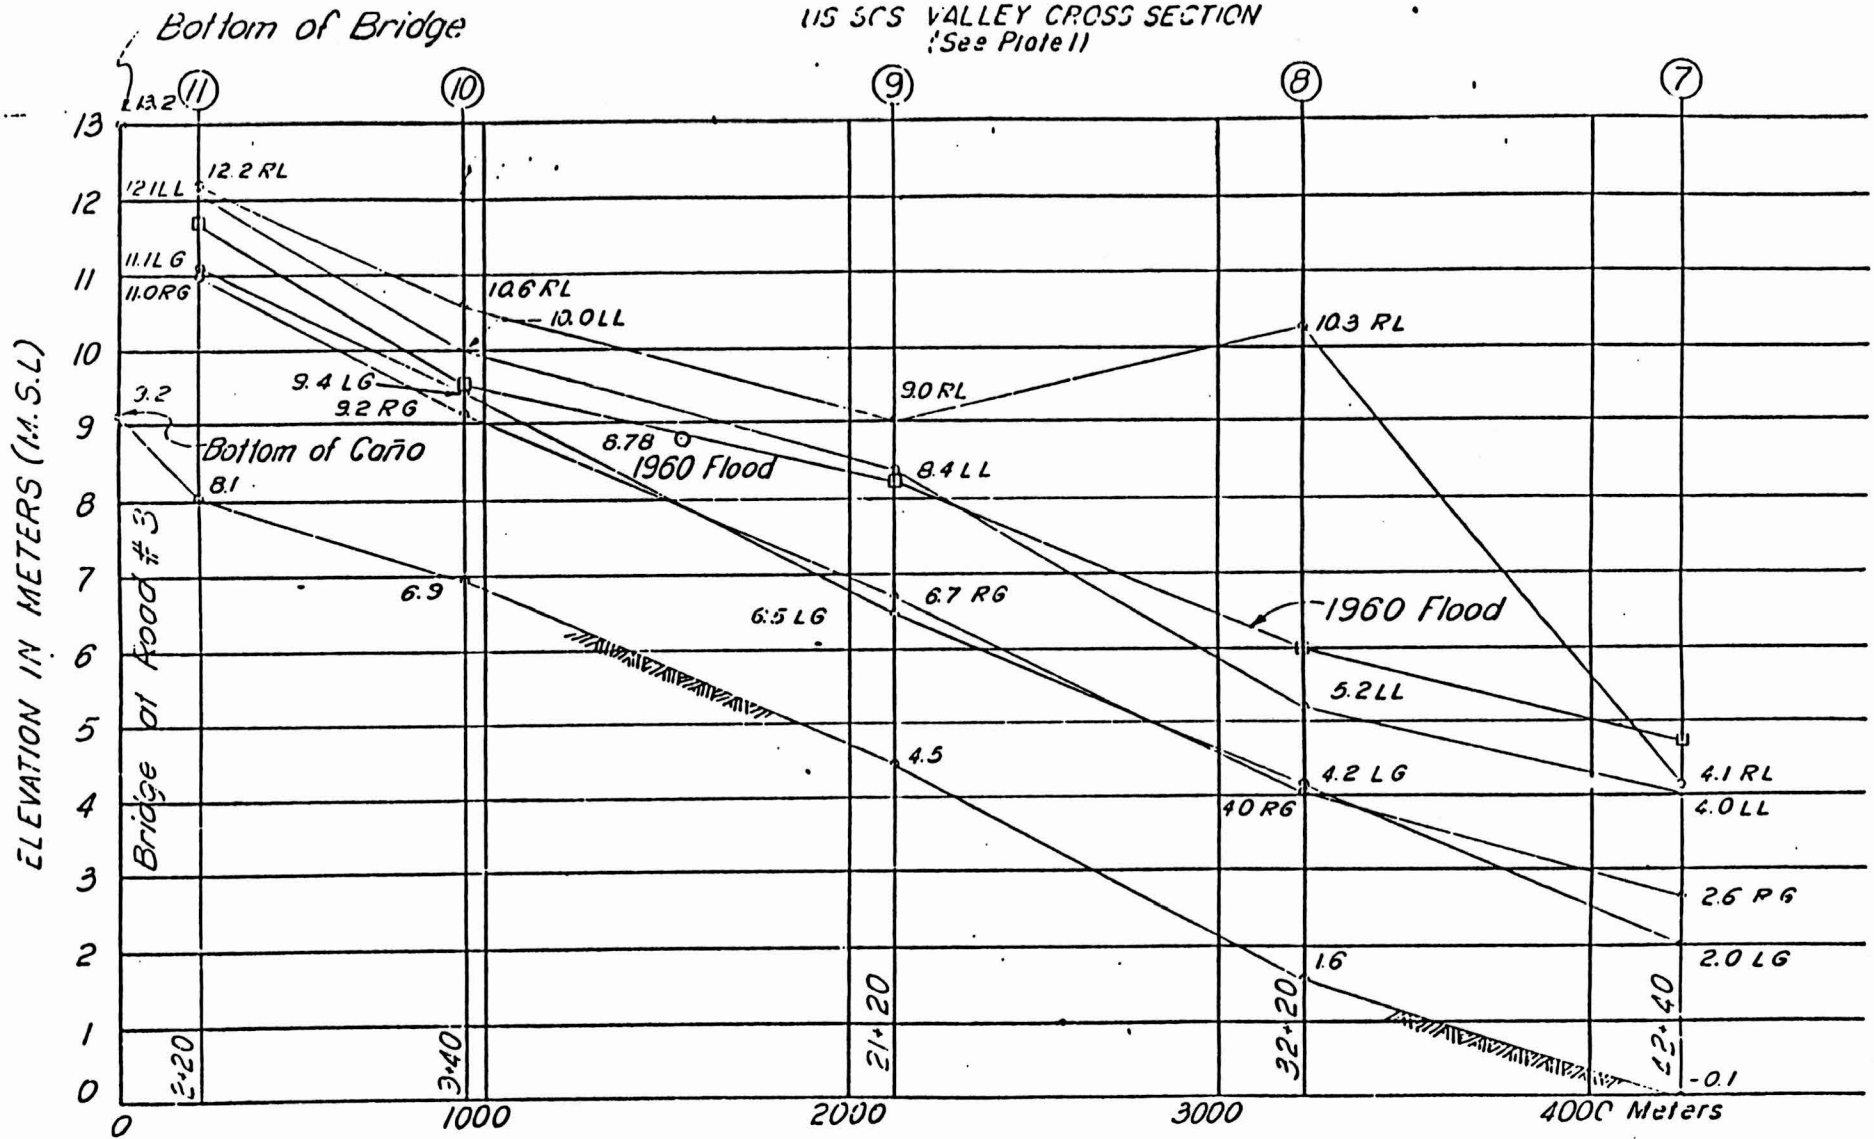 Bottom of Bridge
US SCS VALLEY CROSS SECTION
(See Plate 1)
11
10
9
8
7
13.2
13
12
11
10
9
8
7
6
5
4
3
2
1
0
ELEVATION IN METERS (M.S.L)
12.2 RL
12.1 LL
11.1 LG
11.0 RG
10.6 RL
10.0 LL
9.4 LG
9.2 RG
10.3 RL
9.0 RL
Bottom of Caño
8.78
1960 Flood
8.4 LL
8.1
Bridge at Road #3
6.9
6.5 LG
6.7 RG
1960 Flood
5.2 LL
4.5
4.2 LG
4.0 RG
4.1 RL
4.0 LL
2.6 RG
2.0 LG
1.6
-0.1
2+20
9+40
21+20
32+20
42+40
0
1000
2000
3000
4000 Meters